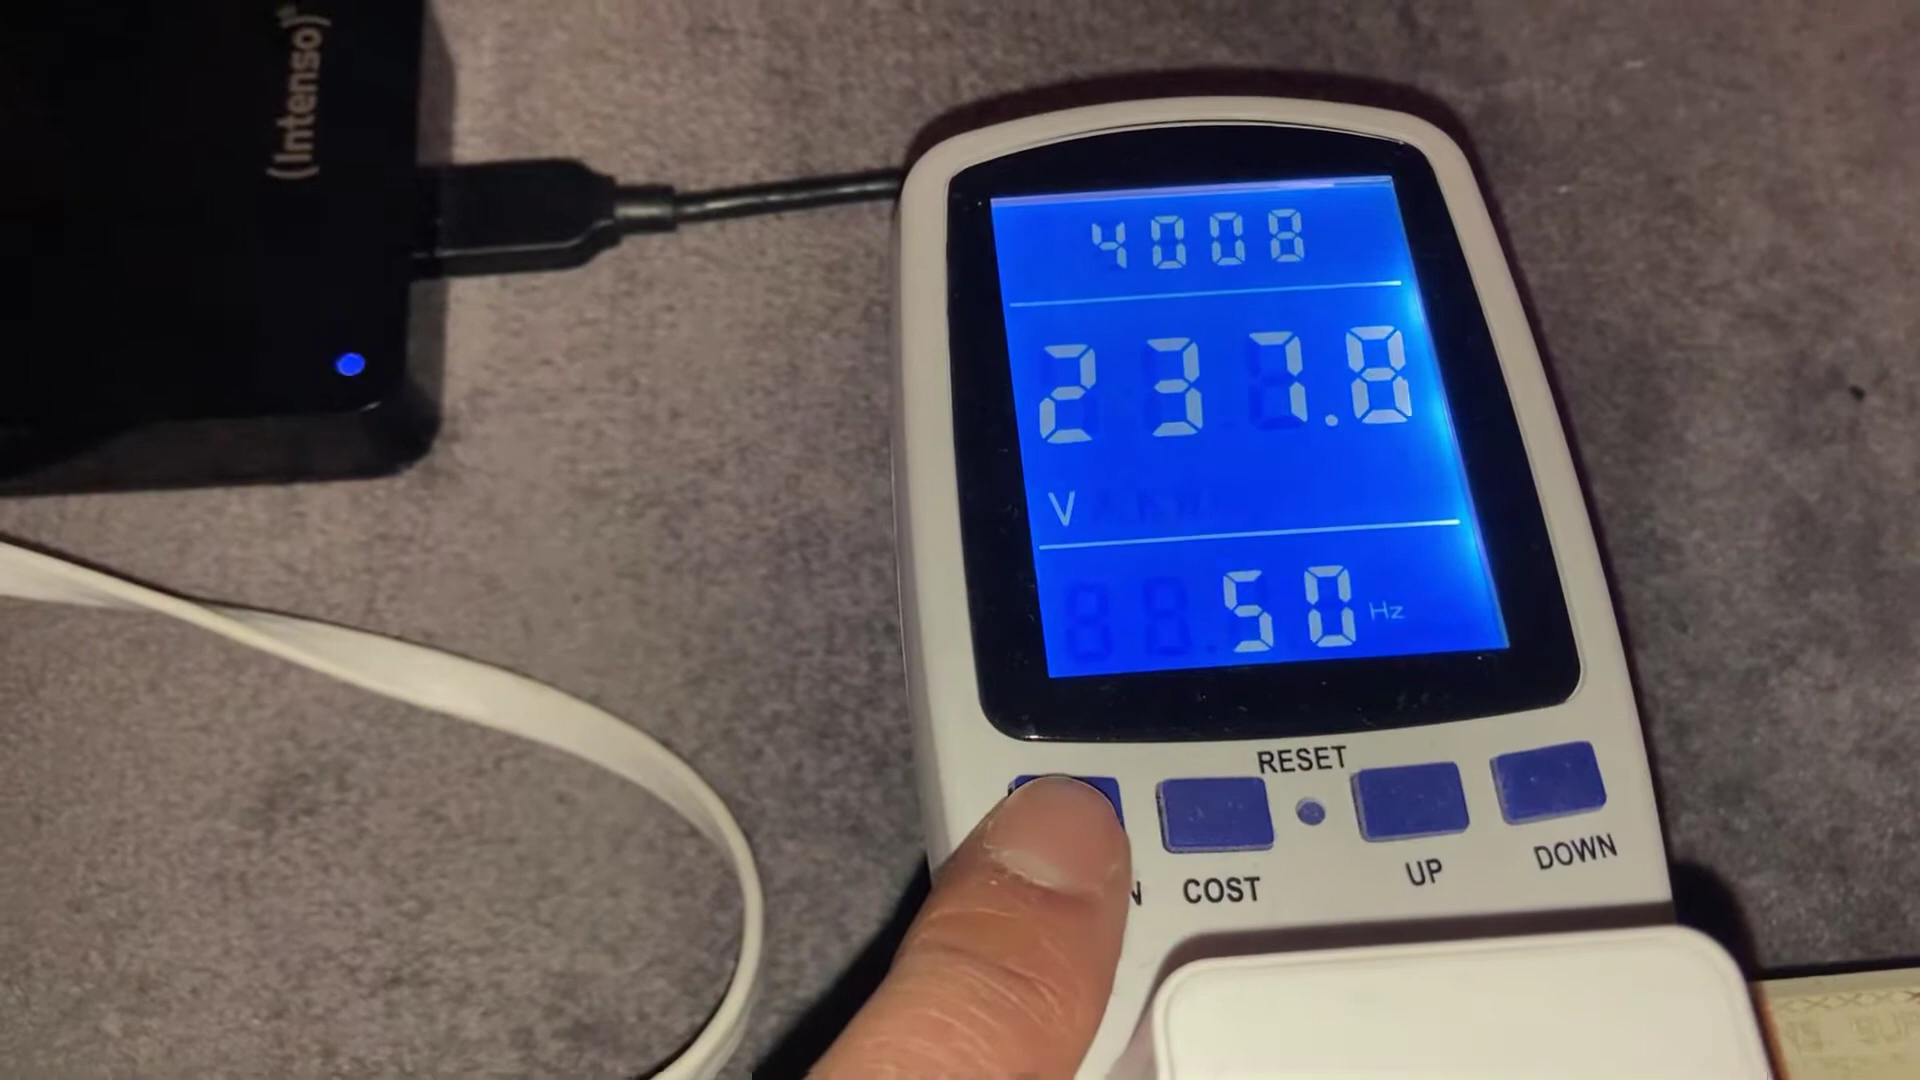 (intenso)®
4008
237.8
V
50 Hz
RESET
N
COST
UP
DOWN